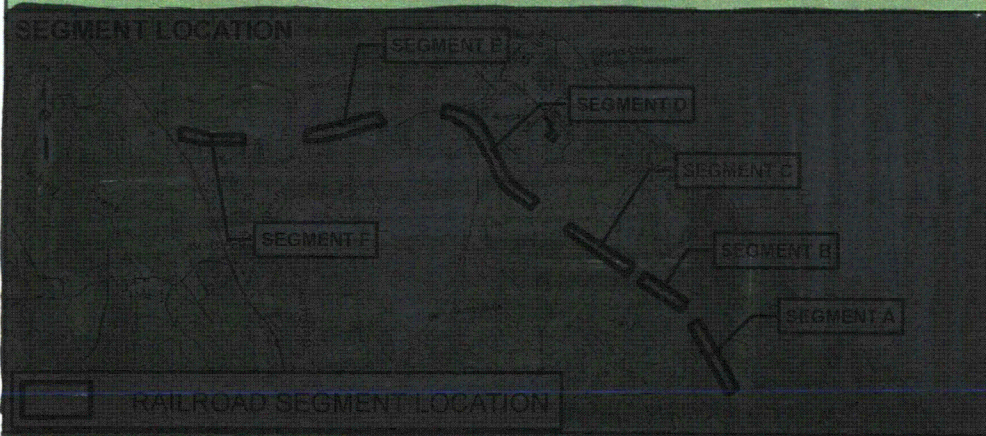 SEGMENT LOCATION
SEGMENT E
SEGMENT D
SEGMENT C
SEGMENT F
SEGMENT B
SEGMENT A
RAILROAD SEGMENT LOCATION